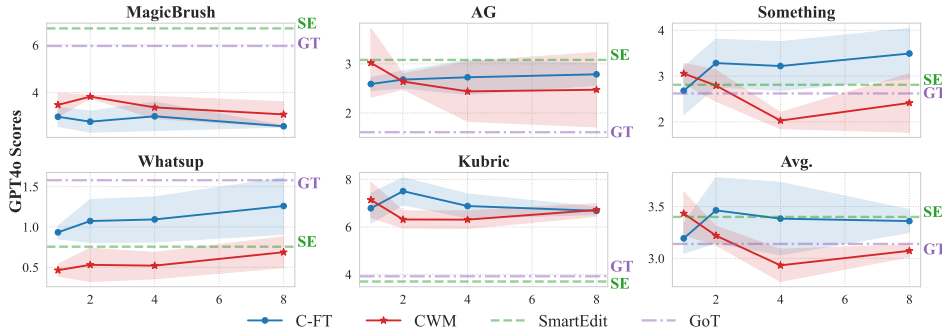 MagicBrush
AG
Something
6
4
SE
GT
3
2
SE
GT
4
3
2
SE
GT
GPT4o Scores
Whatsup
Kubric
Avg.
1.5
1.0
0.5
GT
SE
8
6
4
GT
SE
3.5
3.0
SE
GT
2 4 6 8
2 4 6 8
2 4 6 8
C-FT CWM SmartEdit GoT